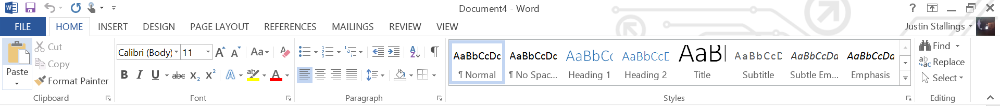 Document4 - Word
?
FILE HOME INSERT DESIGN PAGE LAYOUT REFERENCES MAILINGS REVIEW VIEW Justin Stallings
Paste
Cut
Copy
Format Painter
Clipboard
Calibri (Body) 11 Aa
B I U abc X₂ X² A ab A
Font
A Z ¶
Paragraph
AaBbCcDc AaBbCcDc AaBbCc AaBbCcD AaB AaBbCcD AaBbCcDa AaBbCcDa
¶ Normal ¶ No Spac... Heading 1 Heading 2 Title Subtitle Subtle Em... Emphasis
Styles
Find
Replace
Select
Editing